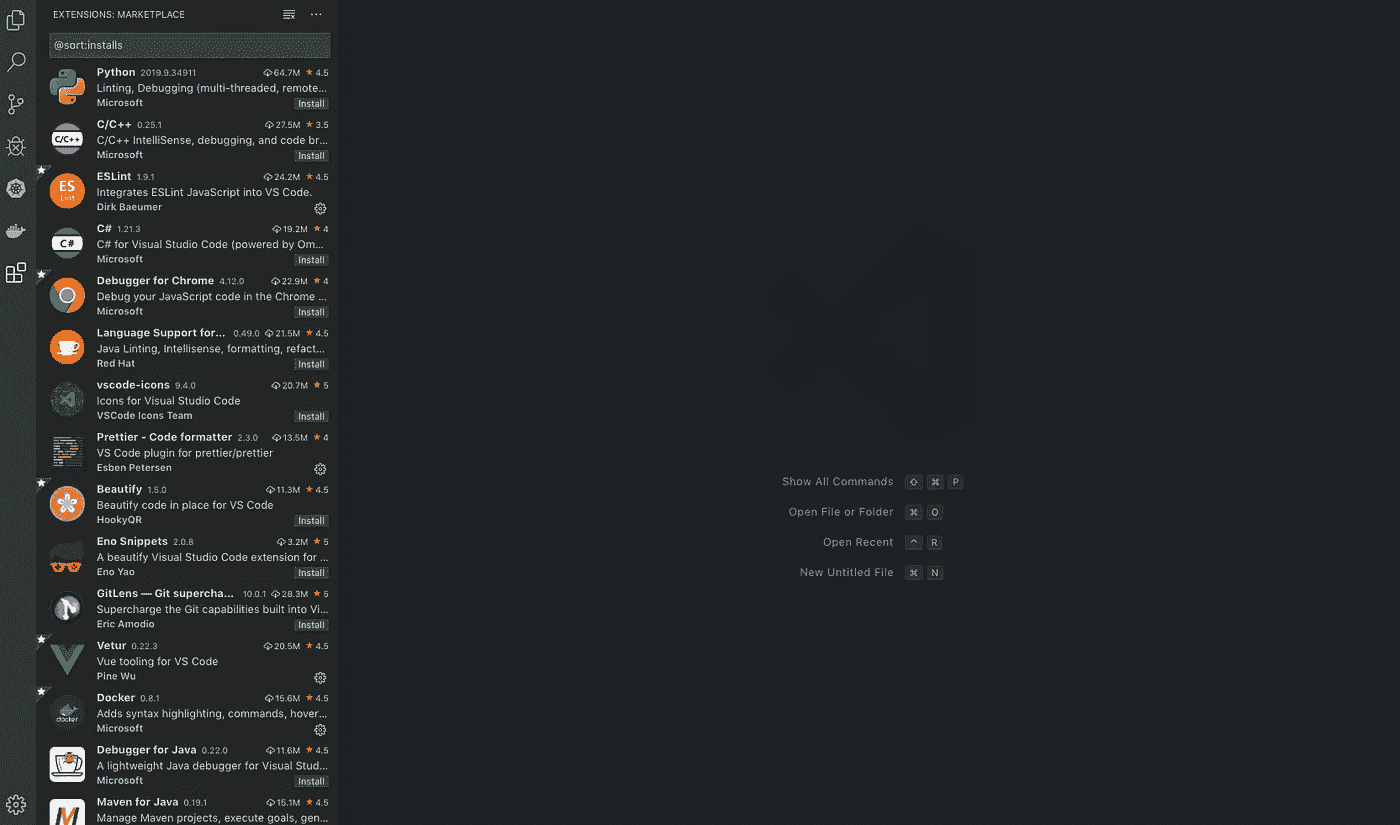 EXTENSIONS: MARKETPLACE
@sort:installs
Python 2019.9.34911 64.7M ★ 4.5
Linting, Debugging (multi-threaded, remote...
Microsoft Install
C/C++
C/C++ 0.25.1 27.5M ★ 3.5
C/C++ IntelliSense, debugging, and code br...
Microsoft Install
ES
Lint
ESLint 1.9.1 24.2M ★ 4.5
Integrates ESLint JavaScript into VS Code.
Dirk Baeumer
C#
C# 1.21.3 19.2M ★ 4
C# for Visual Studio Code (powered by Om...
Microsoft Install
Debugger for Chrome 4.12.0 22.9M ★ 4
Debug your JavaScript code in the Chrome ...
Microsoft Install
Language Support for... 0.49.0 21.5M ★ 4.5
Java Linting, Intellisense, formatting, refact...
Red Hat Install
vscode-icons 9.4.0 20.7M ★ 5
Icons for Visual Studio Code
VSCode Icons Team Install
Prettier - Code formatter 2.3.0 13.5M ★ 4
VS Code plugin for prettier/prettier
Esben Petersen
Beautify 1.5.0 11.3M ★ 4.5
Beautify code in place for VS Code
HookyQR Install
Eno Snippets 2.0.8 3.2M ★ 5
A beautify Visual Studio Code extension for ...
Eno Yao Install
GitLens — Git supercha... 10.0.1 28.3M ★ 5
Supercharge the Git capabilities built into Vi...
Eric Amodio Install
Vetur 0.22.3 20.5M ★ 4.5
Vue tooling for VS Code
Pine Wu
docker
Docker 0.8.1 15.6M ★ 4.5
Adds syntax highlighting, commands, hover...
Microsoft
Debugger for Java 0.22.0 11.6M ★ 4.5
A lightweight Java debugger for Visual Stud...
Microsoft Install
Maven for Java 0.19.1 15.1M ★ 4.5
Manage Maven projects, execute goals, gen...
Show All Commands ⇧ ⌘ P
Open File or Folder ⌘ O
Open Recent ^ R
New Untitled File ⌘ N